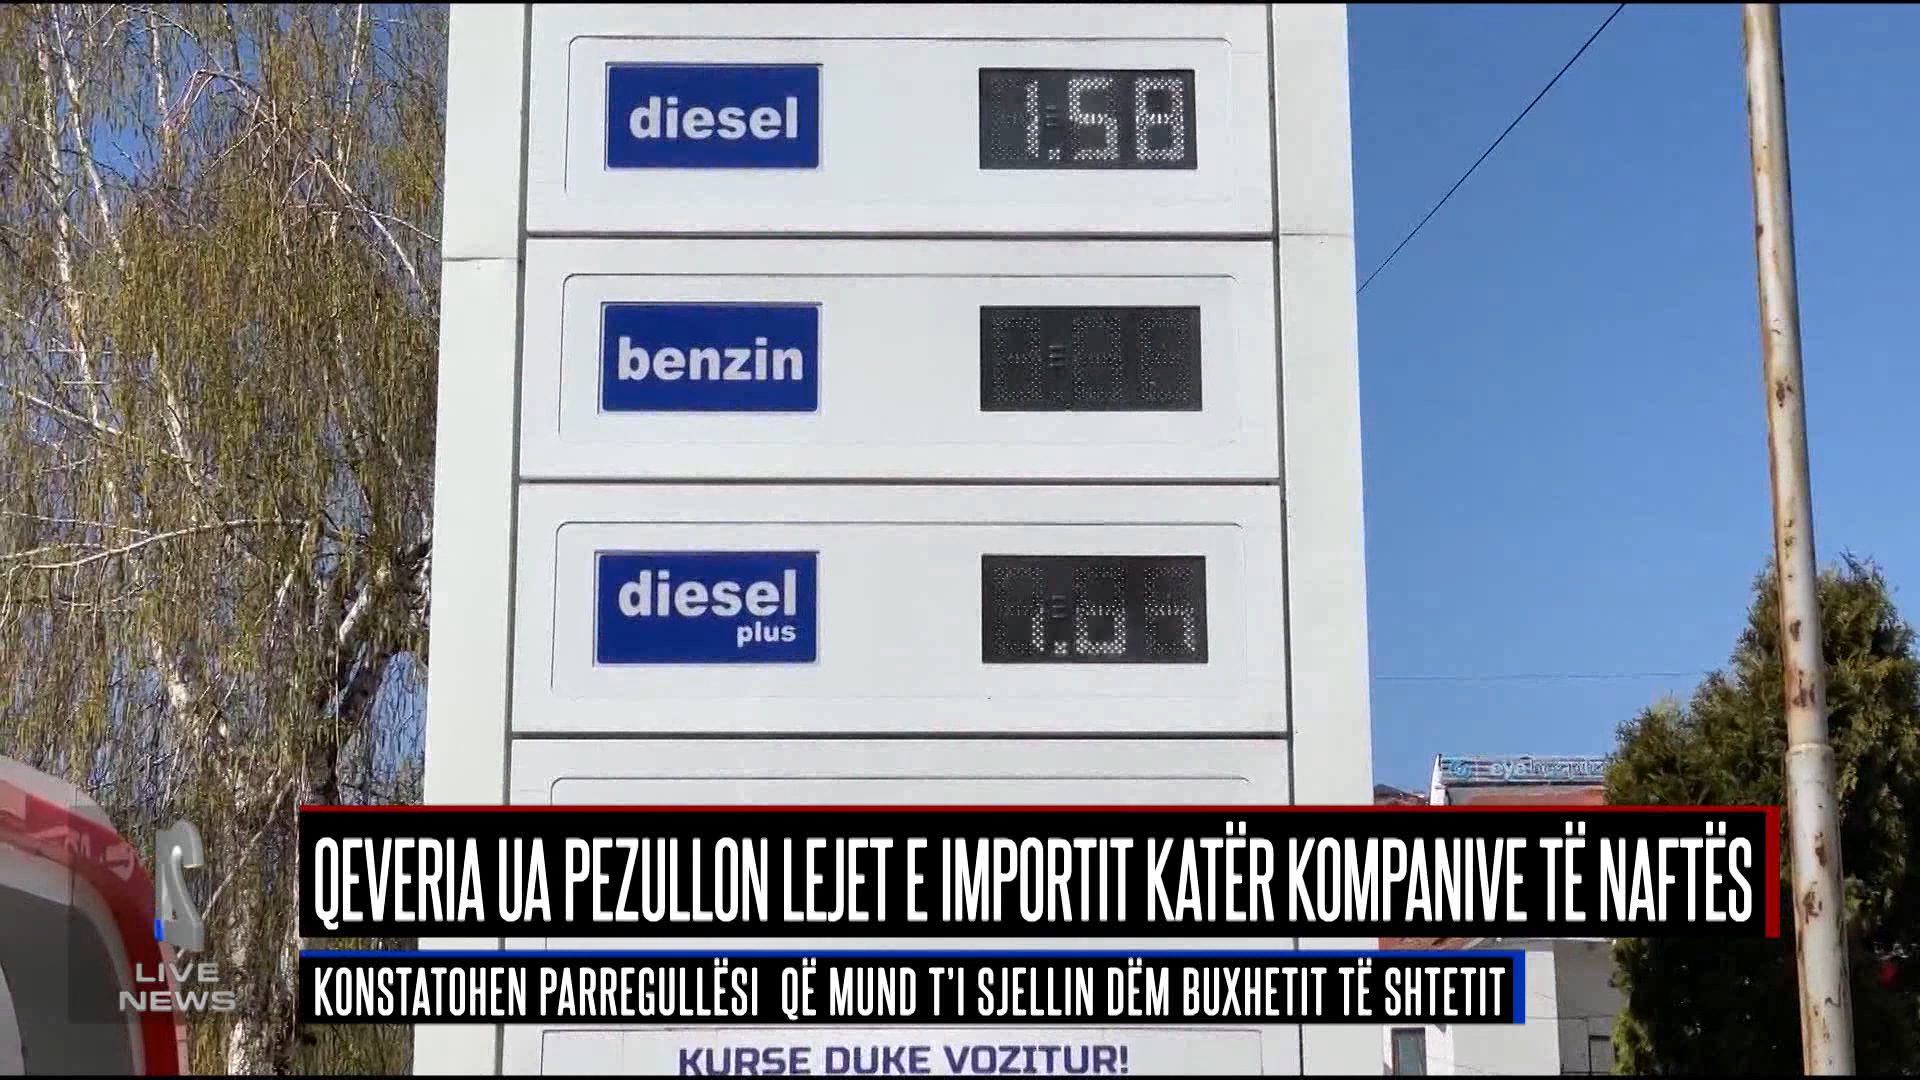 diesel 1.58
benzin
diesel
plus
QEVERIA UA PEZULLON LEJET E IMPORTIT KATËR KOMPANIVE TË NAFTËS
KONSTATOHEN PARREGULLËSI QË MUND T'I SJELLIN DËM BUXHETIT TË SHTETIT
LIVE
NEWS
KURSE DUKE VOZITUR!